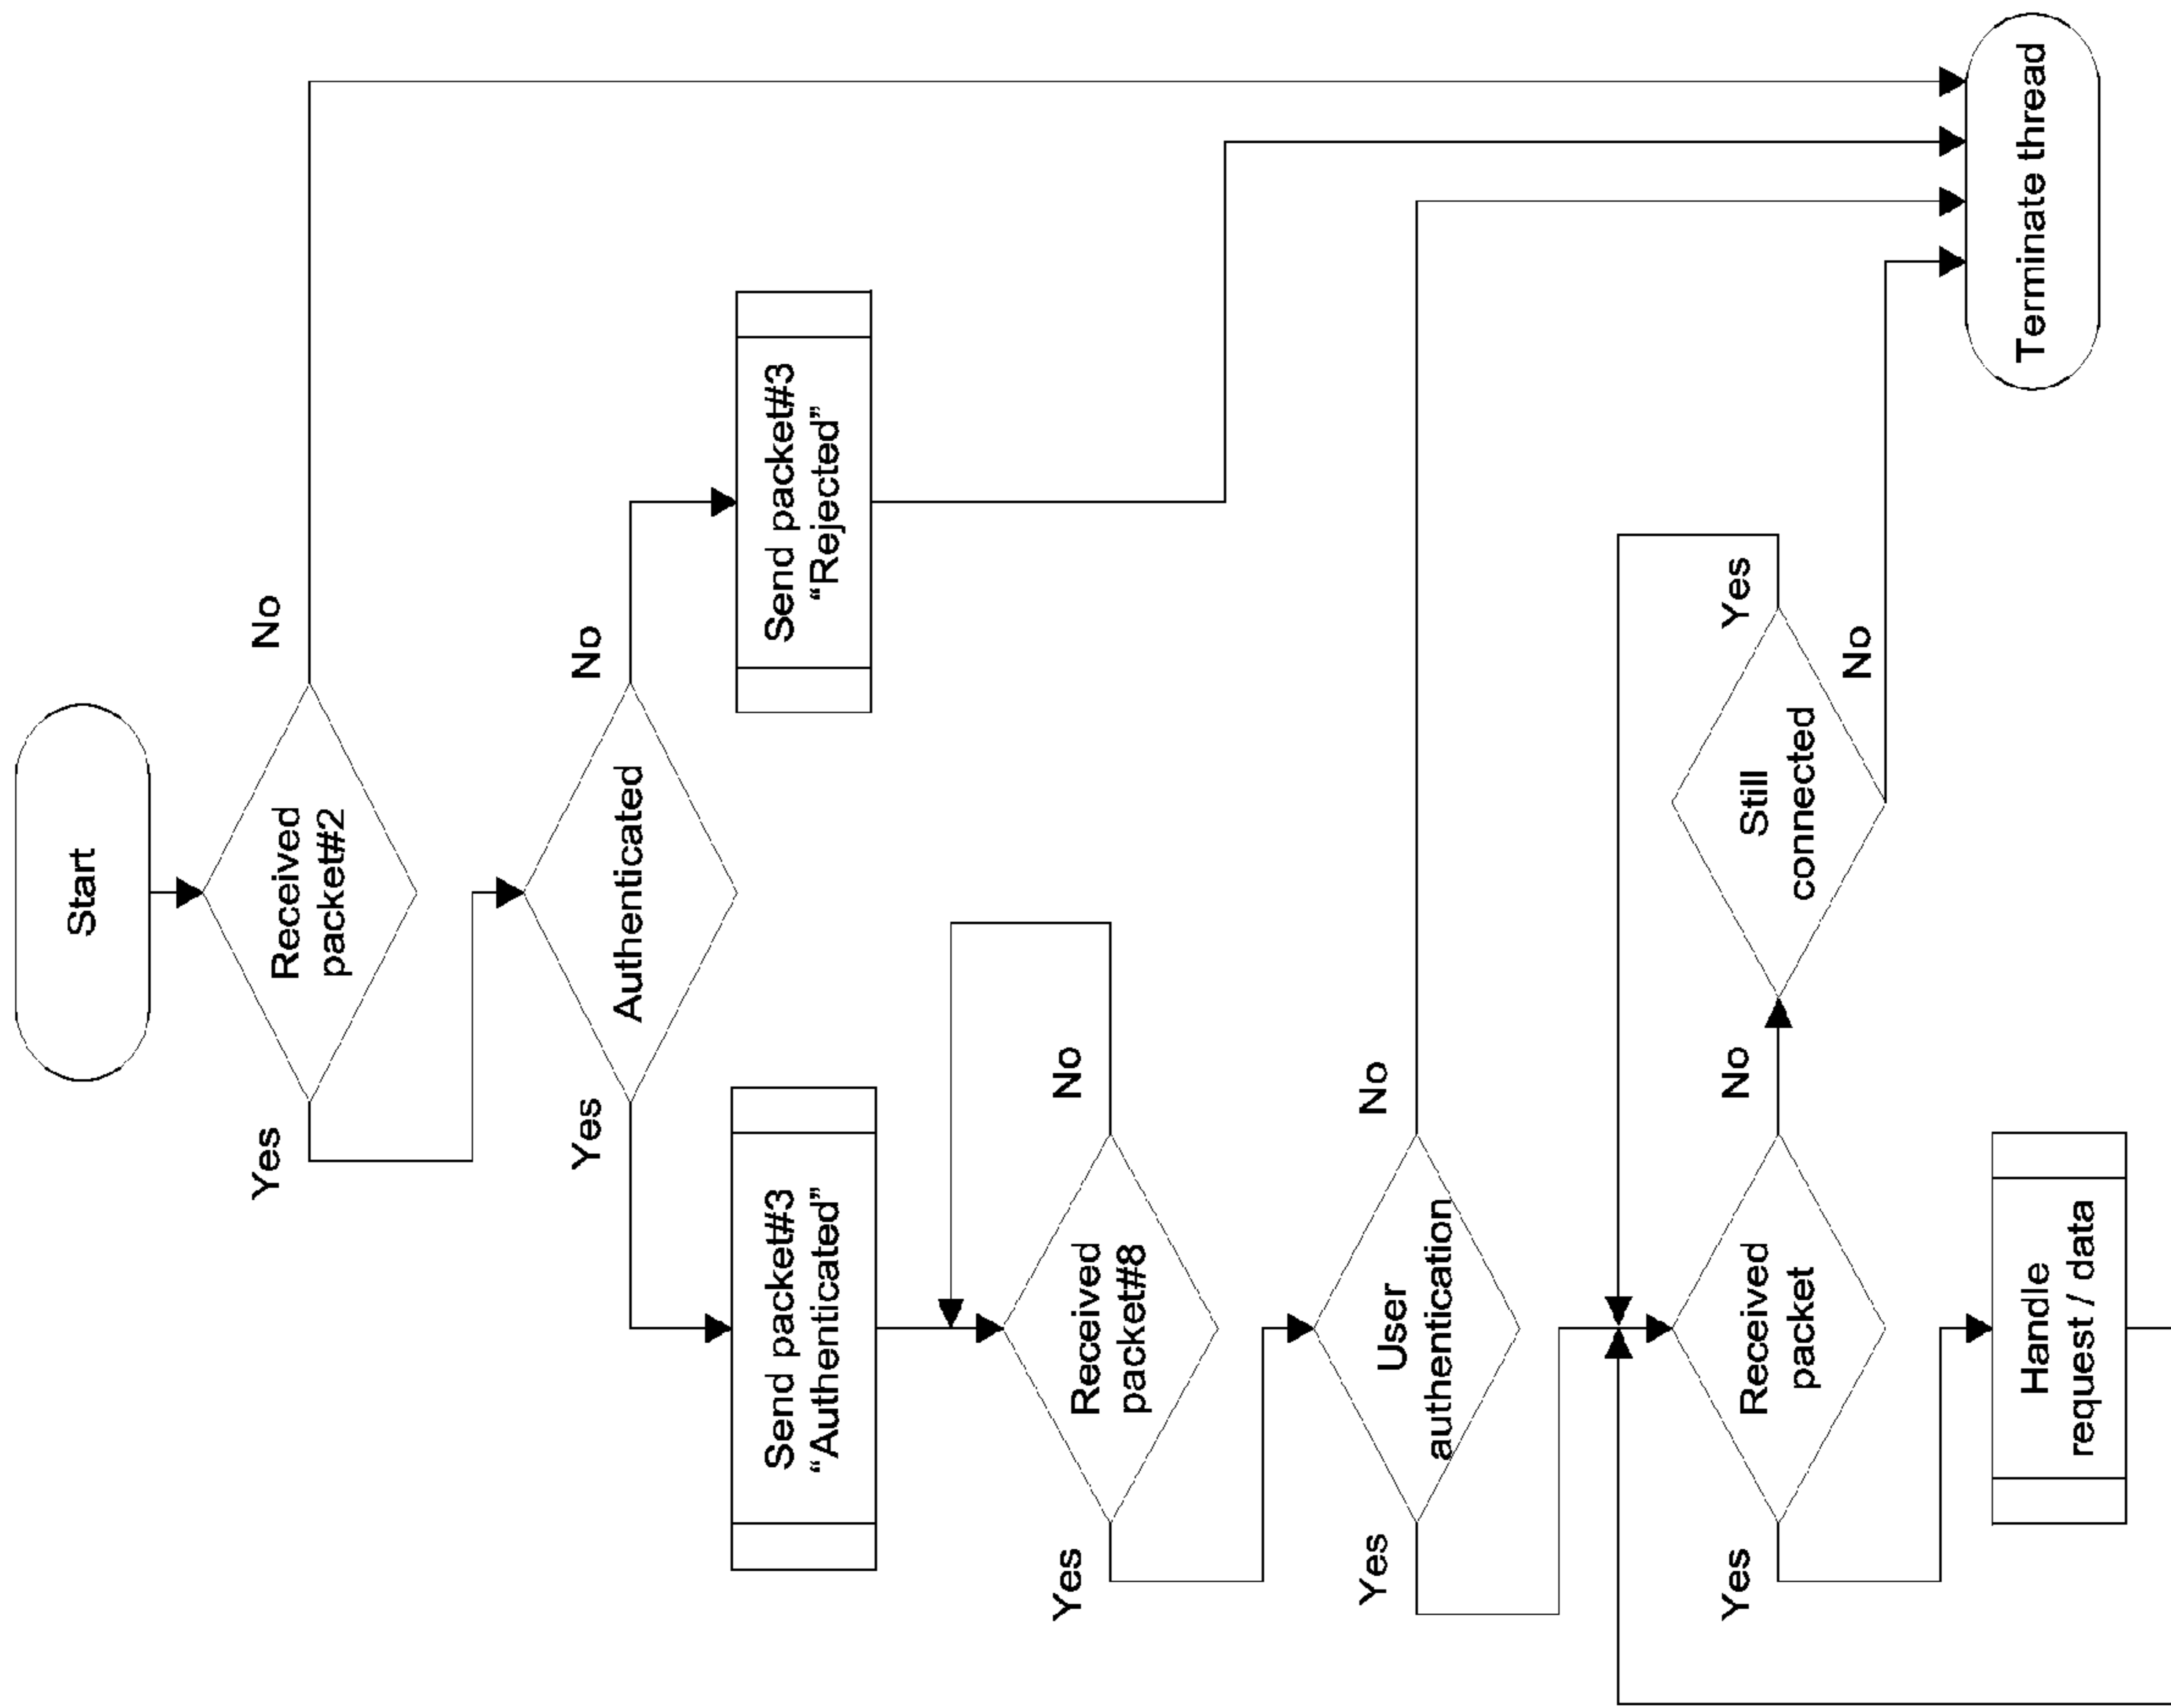 Start
Received
packet#2
No
Yes
Authenticated
No
Yes
Send packet#3
“Rejected”
Send packet#3
“Authenticated”
Received
packet#8
No
Yes
User
authentication
No
Yes
Received
packet
No
Yes
Still
connected
Yes
No
Handle
request / data
Terminate thread